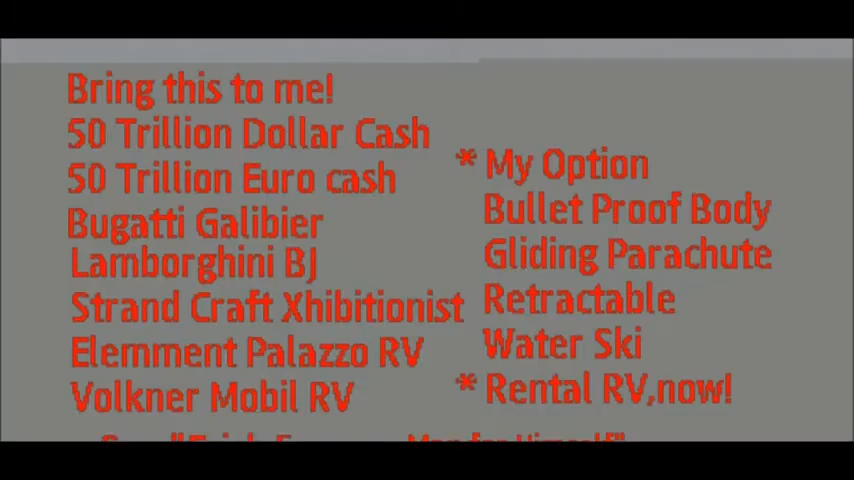 Bring this to me!
50 Trillion Dollar Cash
50 Trillion Euro cash
Bugatti Galibier
Lamborghini BJ
Strand Craft Xhibitionist
Elemment Palazzo RV
Volkner Mobil RV
* My Option
Bullet Proof Body
Gliding Parachute
Retractable
Water Ski
* Rental RV,now!